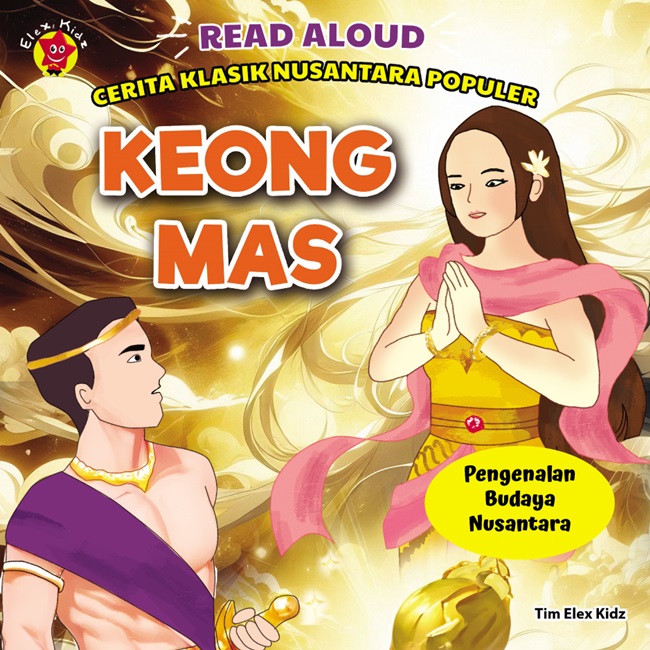 Elex Kidz
READ ALOUD
CERITA KLASIK NUSANTARA POPULER
KEONG
MAS
Pengenalan
Budaya
Nusantara
Tim Elex Kidz